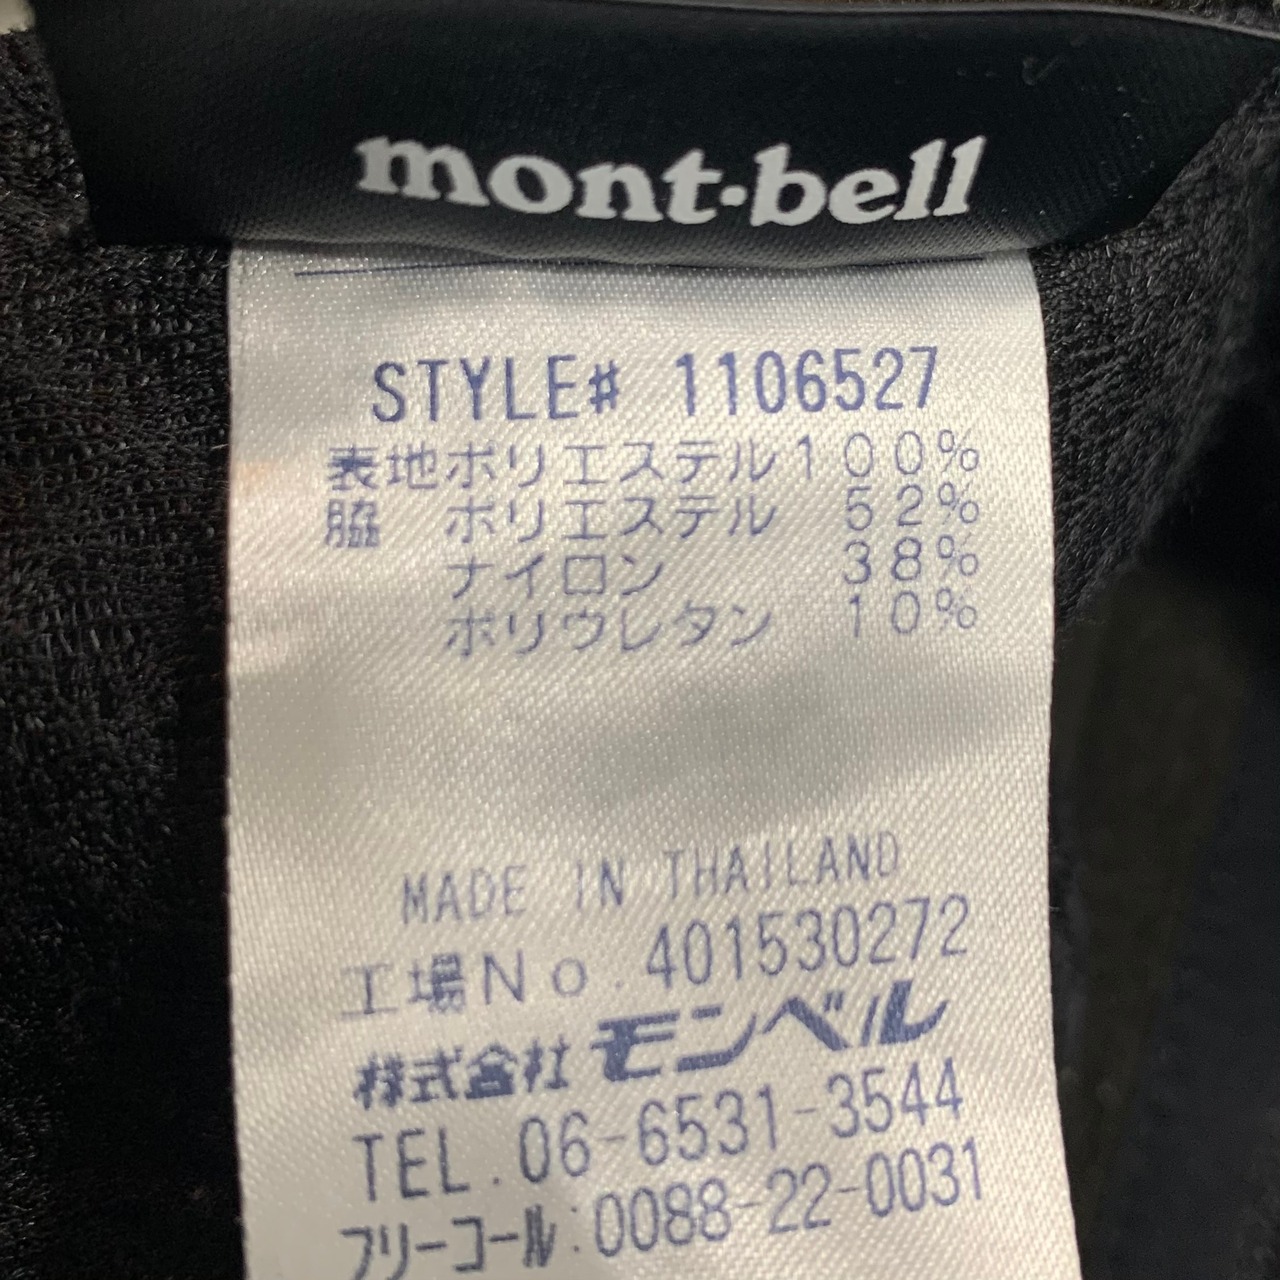 mont-bell
STYLE# 1106527
表地ポリエステル100%
脇 ポリエステル 52%
ナイロン 38%
ポリウレタン 10%
MADE IN THAILAND
工場No.401530272
株式会社モンベル
TEL.06-6531-3544
フリーコール:0088-22-0031